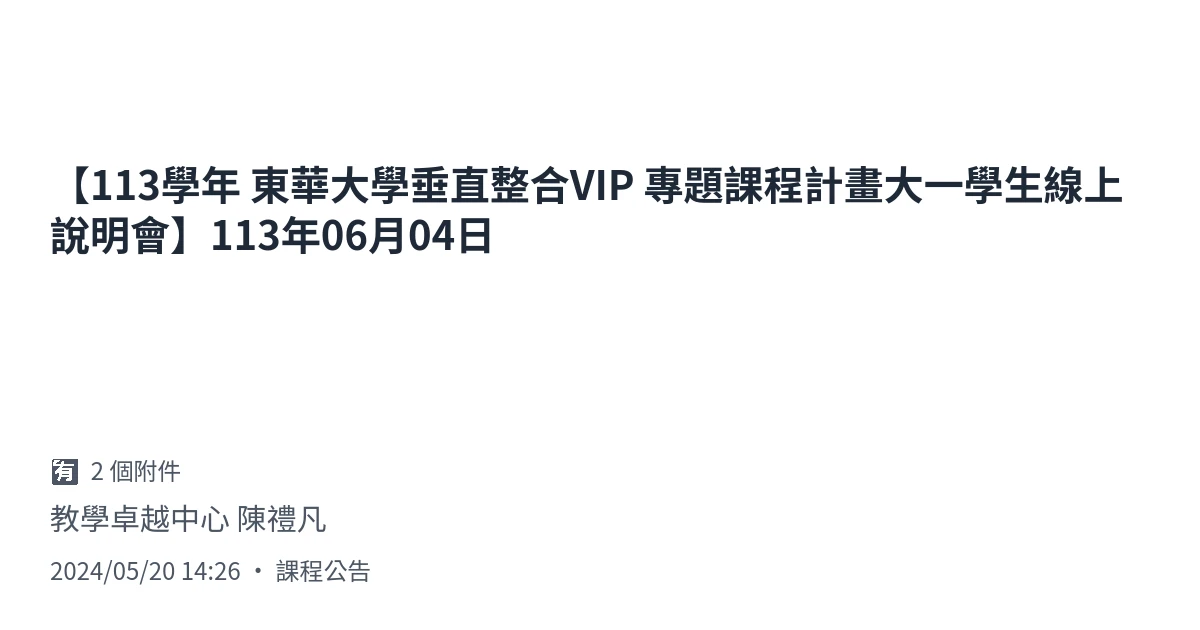 【113學年 東華大學垂直整合VIP 專題課程計畫大一學生線上
說明會】113年06月04日
🈶 2 個附件
教學卓越中心 陳禮凡
2024/05/20 14:26 • 課程公告